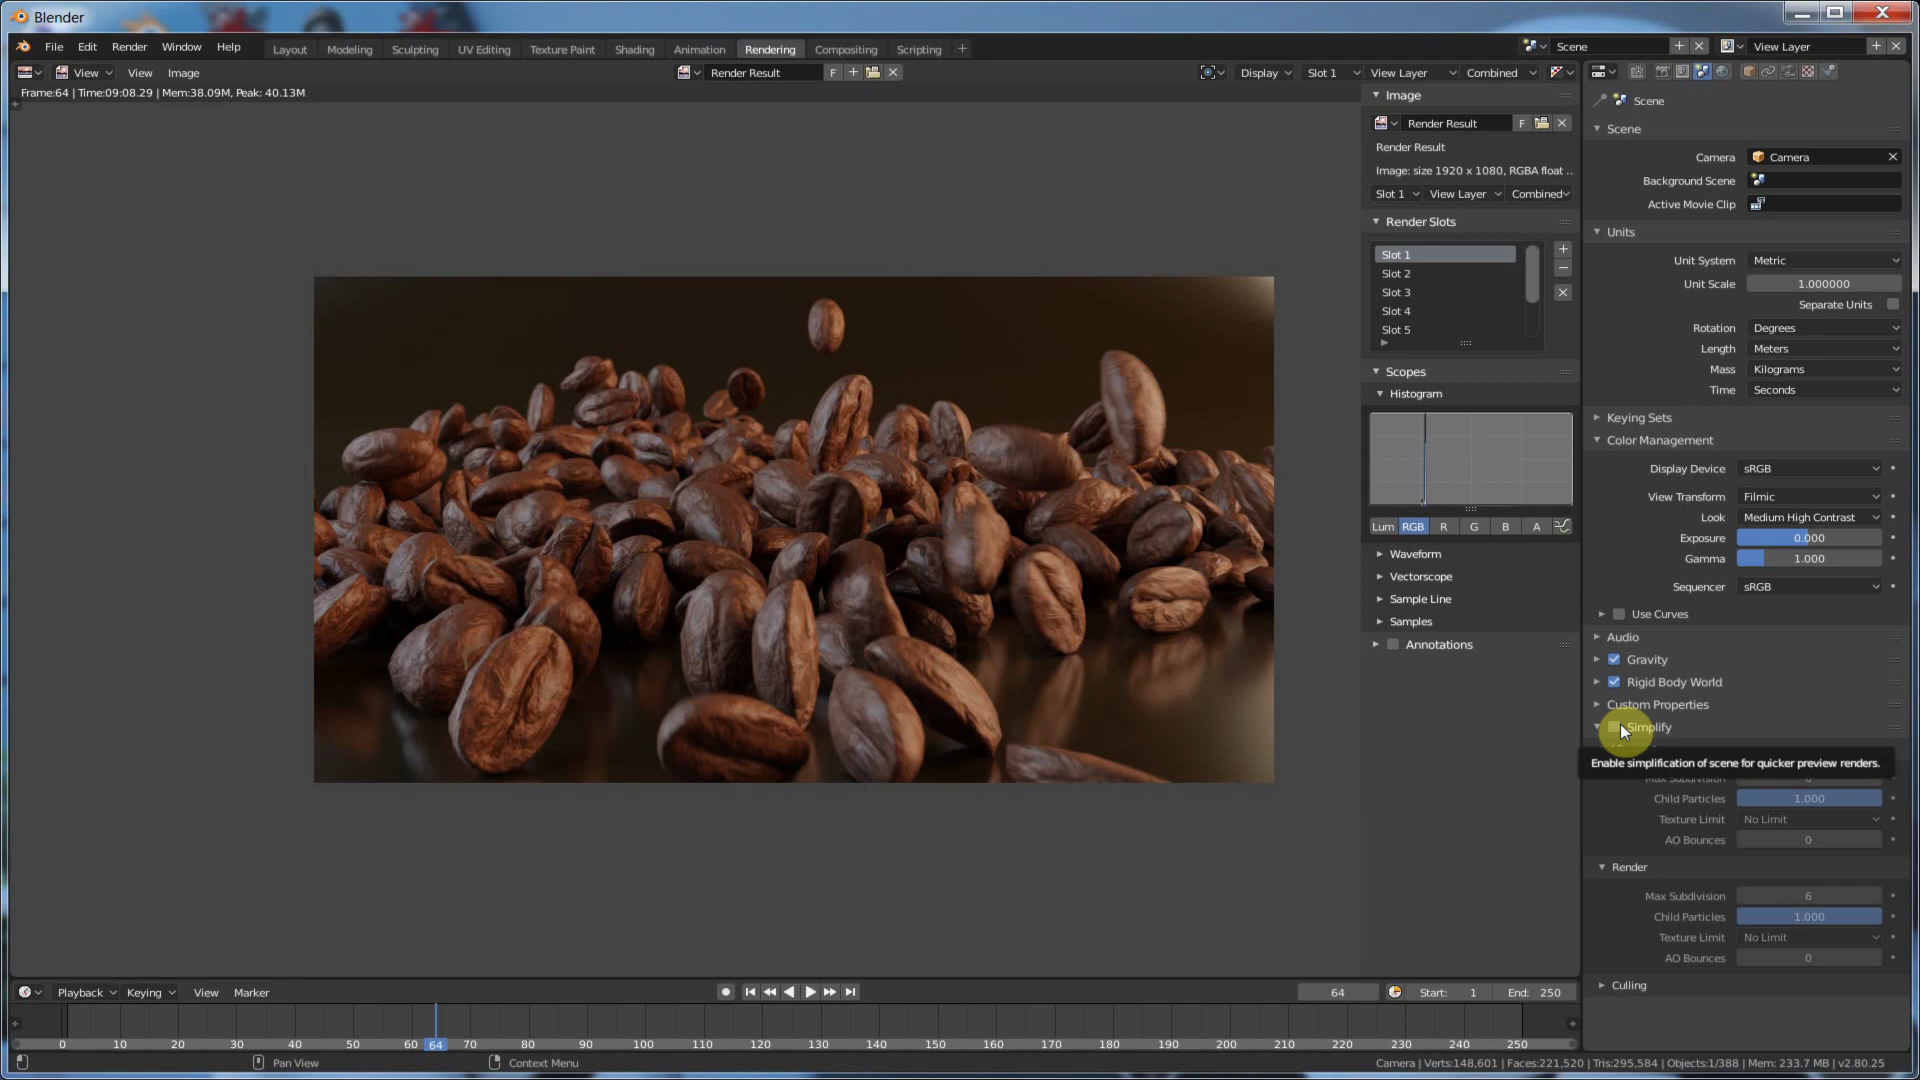 Blender
File Edit Render Window Help
Layout Modeling Sculpting UV Editing Texture Paint Shading Animation Rendering Compositing Scripting +
Scene
View Layer
View View Image
Render Result F
Display Slot 1 View Layer Combined
Frame:64 | Time:09:08.29 | Mem:38.09M, Peak: 40.13M
Image
Render Result F
Render Result
Image: size 1920 x 1080, RGBA float ..
Slot 1 View Layer Combined
Render Slots
Slot 1
Slot 2
Slot 3
Slot 4
Slot 5
Scopes
Histogram
Lum RGB R G B A
Waveform
Vectorscope
Sample Line
Samples
Annotations
Scene
Scene
Camera Camera
Background Scene
Active Movie Clip
Units
Unit System Metric
Unit Scale 1.000000
Separate Units
Rotation Degrees
Length Meters
Mass Kilograms
Time Seconds
Keying Sets
Color Management
Display Device sRGB
View Transform Filmic
Look Medium High Contrast
Exposure 0.000
Gamma 1.000
Sequencer sRGB
Use Curves
Audio
Gravity
Rigid Body World
Custom Properties
Simplify
Enable simplification of scene for quicker preview renders.
Max Subdivision
Child Particles 1.000
Texture Limit No Limit
AO Bounces 0
Render
Max Subdivision 6
Child Particles 1.000
Texture Limit No Limit
AO Bounces 0
Culling
Playback Keying View Marker
64 Start: 1 End: 250
0 10 20 30 40 50 60 64 70 80 90 100 110 120 130 140 150 160 170 180 190 200 210 220 230 240 250
Pan View Context Menu
Camera | Verts:148,601 | Faces:221,520 | Tris:295,584 | Objects:1/388 | Mem: 233.7 MB | v2.80.25